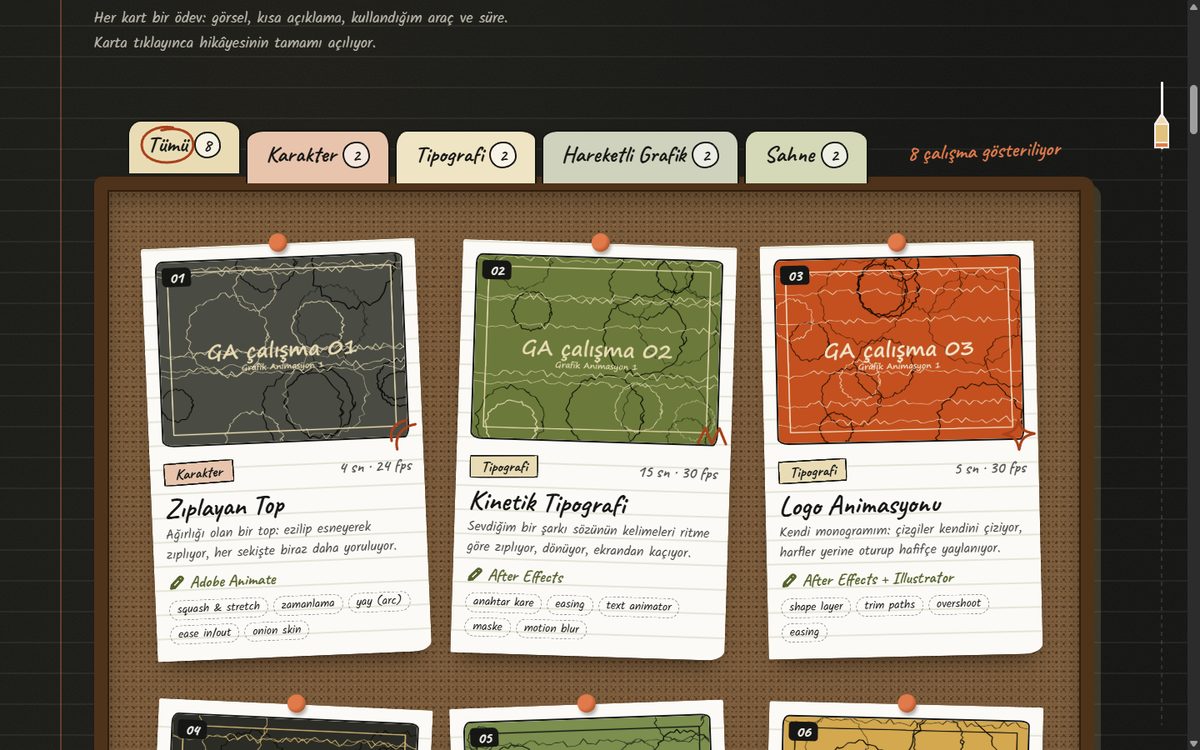 Her kart bir ödev: görsel, kısa açıklama, kullandığım araç ve süre.
Karta tıklayınca hikâyesinin tamamı açılıyor.
Tümü 8
Karakter 2
Tipografi 2
Hareketli Grafik 2
Sahne 2
8 çalışma gösteriliyor
01
GA çalışma 01
Grafik Animasyon 1
Karakter
4 sn · 24 fps
Zıplayan Top
Ağırlığı olan bir top: ezilip esneyerek
zıplıyor, her sekişte biraz daha yoruluyor.
Adobe Animate
squash & stretch
zamanlama
yay (arc)
ease in/out
onion skin
02
GA çalışma 02
Grafik Animasyon 1
Tipografi
15 sn · 30 fps
Kinetik Tipografi
Sevdiğim bir şarkı sözünün kelimeleri ritme
göre zıplıyor, dönüyor, ekrandan kaçıyor.
After Effects
anahtar kare
easing
text animator
maske
motion blur
03
GA çalışma 03
Grafik Animasyon 1
Tipografi
5 sn · 30 fps
Logo Animasyonu
Kendi monogramım: çizgiler kendini çiziyor,
harfler yerine oturup hafifçe yaylanıyor.
After Effects + Illustrator
shape layer
trim paths
overshoot
easing
04
05
06